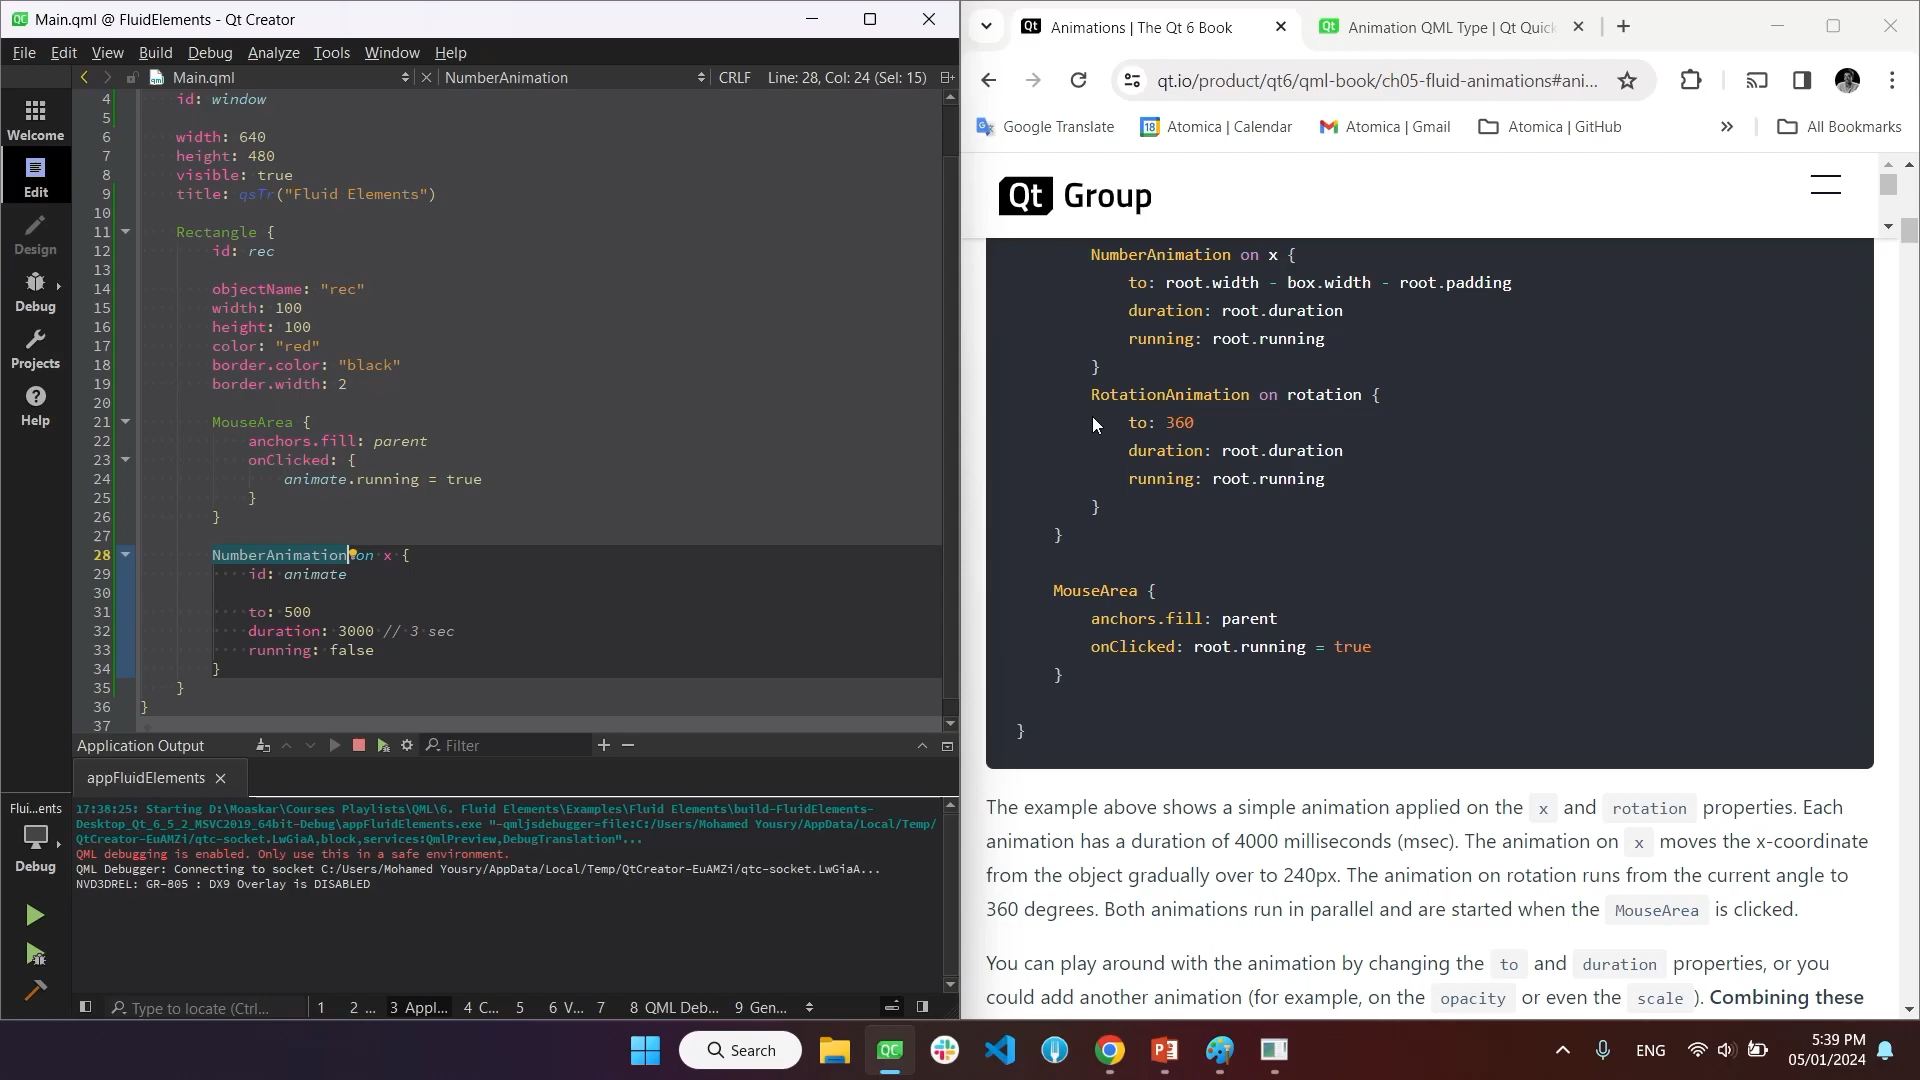 Main.qml @ FluidElements - Qt Creator
File Edit View Build Debug Analyze Tools Window Help
Main.qml NumberAnimation CRLF Line: 28, Col: 24 (Sel: 15)
Welcome
Edit
Design
Debug
Projects
Help
Flui...ents
Debug
4 id: window
5
6 width: 640
7 height: 480
8 visible: true
9 title: qsTr("Fluid Elements")
10
11 Rectangle {
12 id: rec
13
14 objectName: "rec"
15 width: 100
16 height: 100
17 color: "red"
18 border.color: "black"
19 border.width: 2
20
21 MouseArea {
22 anchors.fill: parent
23 onClicked: {
24 animate.running = true
25 }
26 }
27
28 NumberAnimation on x {
29 id: animate
30
31 to: 500
32 duration: 3000 // 3 sec
33 running: false
34 }
35 }
36 }
37
Application Output Filter
appFluidElements
17:38:25: Starting D:\Moaskar\Courses Playlists\QML\6. Fluid Elements\Examples\Fluid Elements\build-FluidElements-
Desktop_Qt_6_5_2_MSVC2019_64bit-Debug\appFluidElements.exe "-qmljsdebugger=file:C:/Users/Mohamed Yousry/AppData/Local/Temp/
QtCreator-EuAMZi/qtc-socket.LwGiaA,block,services:QmlPreview,DebugTranslation"...
QML debugging is enabled. Only use this in a safe environment.
QML Debugger: Connecting to socket C:/Users/Mohamed Yousry/AppData/Local/Temp/QtCreator-EuAMZi/qtc-socket.LwGiaA...
NVD3DREL: GR-805 : DX9 Overlay is DISABLED
Type to locate (Ctrl... 1 2 ... 3 Appl... 4 C... 5 6 V... 7 8 QML Deb... 9 Gen...
Animations | The Qt 6 Book Animation QML Type | Qt Quick
qt.io/product/qt6/qml-book/ch05-fluid-animations#ani...
Google Translate Atomica | Calendar Atomica | Gmail Atomica | GitHub All Bookmarks
Qt Group
NumberAnimation on x {
to: root.width - box.width - root.padding
duration: root.duration
running: root.running
}
RotationAnimation on rotation {
to: 360
duration: root.duration
running: root.running
}
}
MouseArea {
anchors.fill: parent
onClicked: root.running = true
}
}
The example above shows a simple animation applied on the x and rotation properties. Each
animation has a duration of 4000 milliseconds (msec). The animation on x moves the x-coordinate
from the object gradually over to 240px. The animation on rotation runs from the current angle to
360 degrees. Both animations run in parallel and are started when the MouseArea is clicked.
You can play around with the animation by changing the to and duration properties, or you
could add another animation (for example, on the opacity or even the scale ). Combining these
Search ENG 5:39 PM
05/01/2024